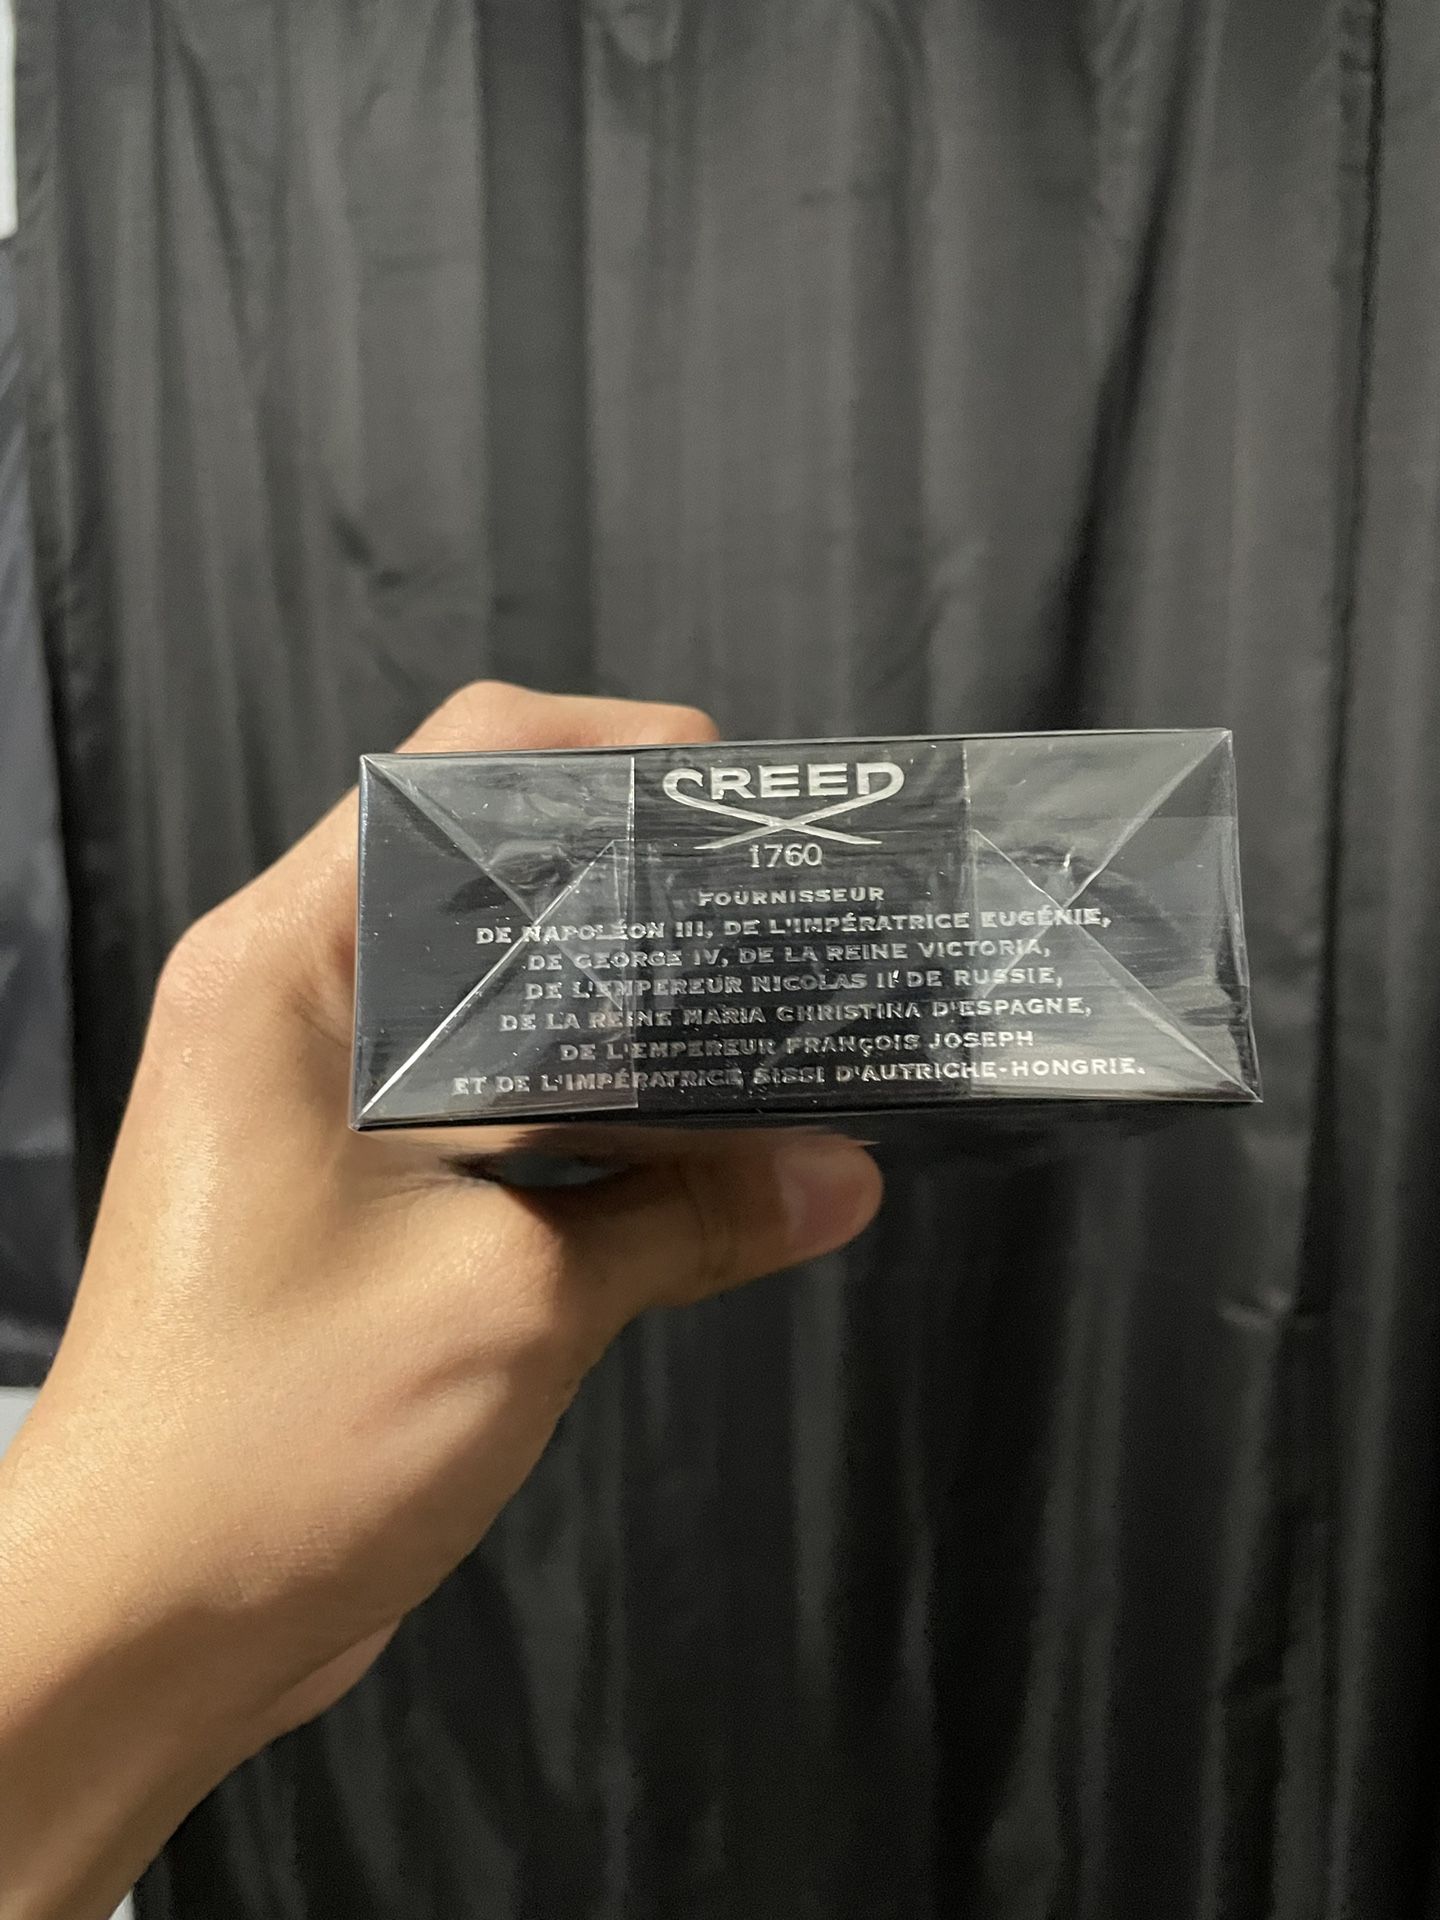 CREED
1760
FOURNISSEUR
DE NAPOLÉON III, DE L'IMPÉRATRICE EUGÉNIE,
DE GEORGE IV, DE LA REINE VICTORIA,
DE L'EMPEREUR NICOLAS II DE RUSSIE,
DE LA REINE MARIA CHRISTINA D'ESPAGNE,
DE L'EMPEREUR FRANÇOIS JOSEPH
ET DE L'IMPÉRATRICE SISSI D'AUTRICHE-HONGRIE.